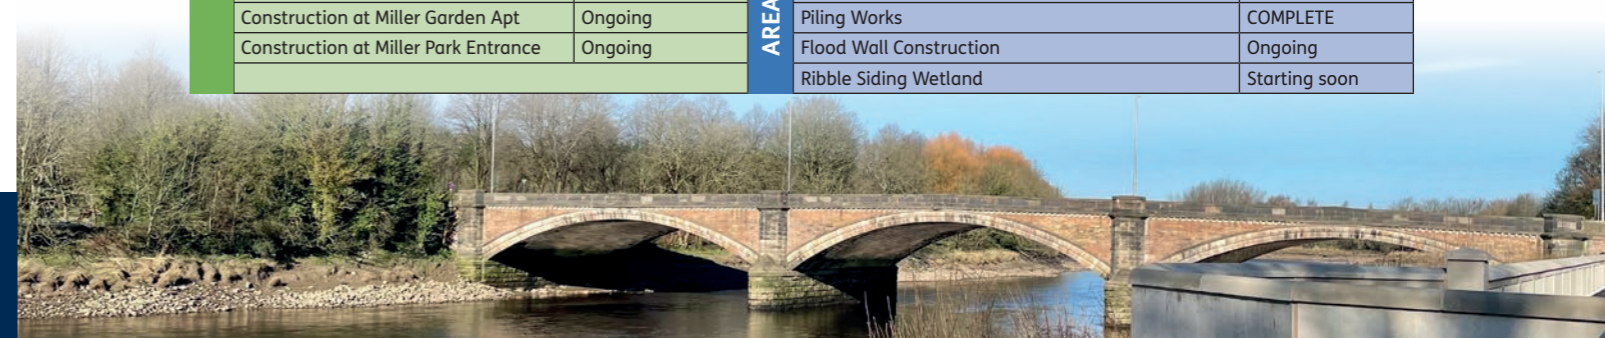 Construction at Miller Garden Apt Ongoing
Construction at Miller Park Entrance Ongoing
AREA
Piling Works COMPLETE
Flood Wall Construction Ongoing
Ribble Siding Wetland Starting soon